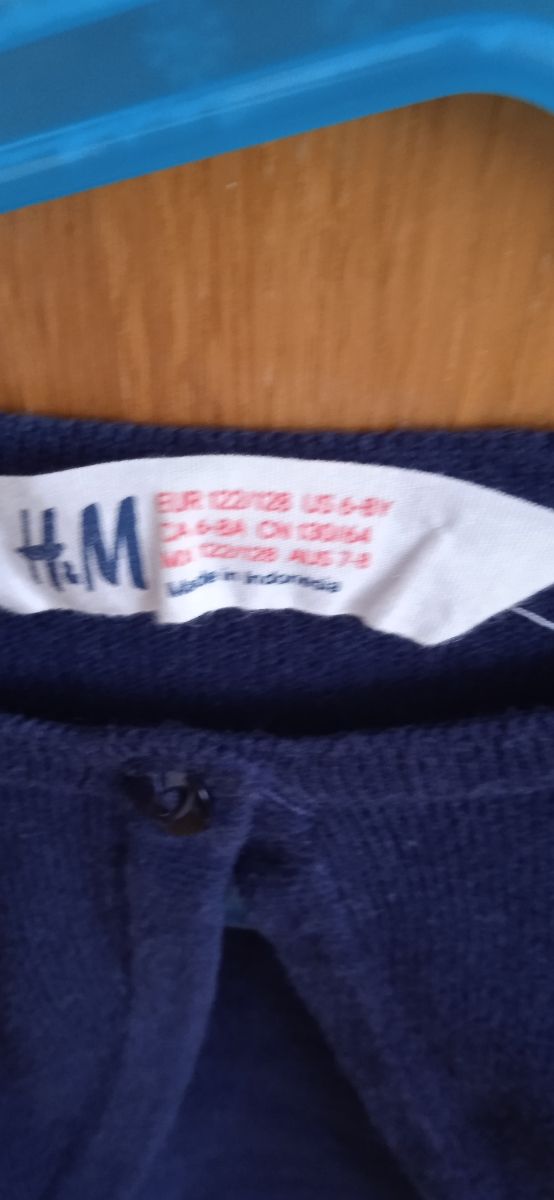 H&M
EUR 122/128 US 6-8Y
CA 6-8A CN 130/64
MX 122/128 AUS 7-8
Made in Indonesia